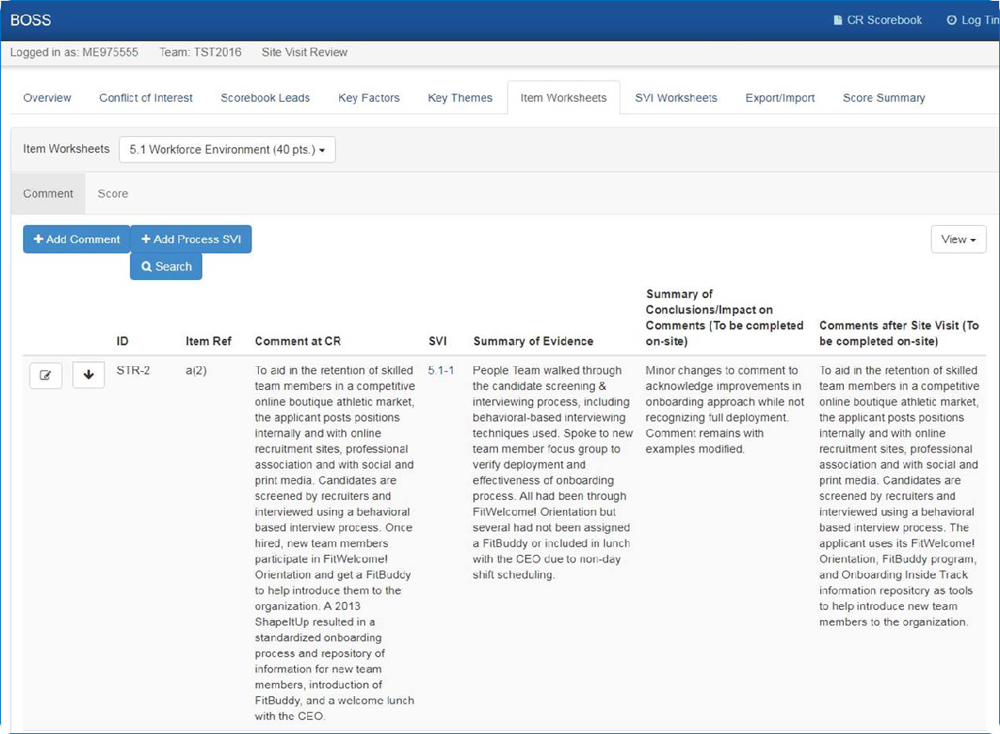 BOSS
CR Scorebook
Log Tin
Logged in as: ME975555
Team: TST2016
Site Visit Review
Overview
Conflict of Interest
Scorebook Leads
Key Factors
Key Themes
Item Worksheets
SVI Worksheets
Export/Import
Score Summary
Item Worksheets
5.1 Workforce Environment (40 pts.)
Comment
Score
+ Add Comment
+ Add Process SVI
Search
View
ID
Item Ref
Comment at CR
SVI
Summary of Evidence
Summary of
Conclusions/Impact on
Comments (To be completed
on-site)
Comments after Site Visit (To
be completed on-site)
STR-2
a(2)
To aid in the retention of skilled
team members in a competitive
online boutique athletic market,
the applicant posts positions
internally and with online
recruitment sites, professional
association and with social and
print media. Candidates are
screened by recruiters and
interviewed using a behavioral
based interview process. Once
hired, new team members
participate in FitWelcome!
Orientation and get a FitBuddy
to help introduce them to the
organization. A 2013
ShapeItUp resulted in a
standardized onboarding
process and repository of
information for new team
members, introduction of
FitBuddy, and a welcome lunch
with the CEO.
5.1-1
People Team walked through
the candidate screening &
interviewing process, including
behavioral-based interviewing
techniques used. Spoke to new
team member focus group to
verify deployment and
effectiveness of onboarding
process. All had been through
FitWelcome! Orientation but
several had not been assigned
a FitBuddy or included in lunch
with the CEO due to non-day
shift scheduling.
Minor changes to comment to
acknowledge improvements in
onboarding approach while not
recognizing full deployment.
Comment remains with
examples modified.
To aid in the retention of skilled
team members in a competitive
online boutique athletic market,
the applicant posts positions
internally and with online
recruitment sites, professional
association and with social and
print media. Candidates are
screened by recruiters and
interviewed using a behavioral
based interview process. The
applicant uses its FitWelcome!
Orientation, FitBuddy program,
and Onboarding Inside Track
information repository as tools
to help introduce new team
members to the organization.